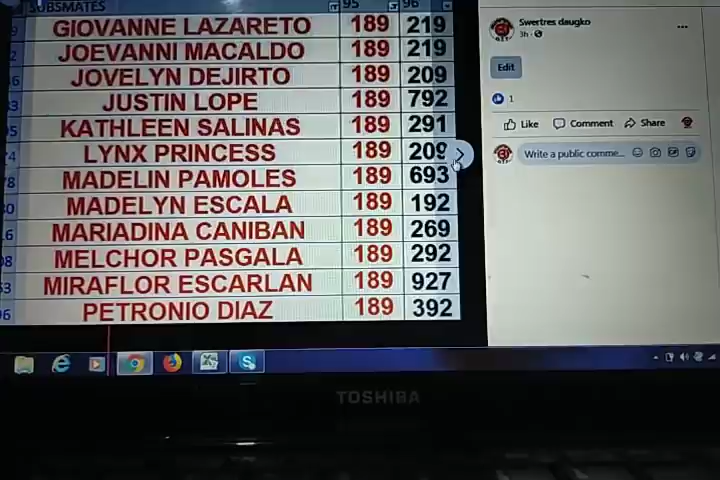 SUBSMATES 95 96
GIOVANNE LAZARETO 189 219
JOEVANNI MACALDO 189 219
JOVELYN DEJIRTO 189 209
JUSTIN LOPE 189 792
KATHLEEN SALINAS 189 291
LYNX PRINCESS 189 209
MADELIN PAMOLES 189 693
MADELYN ESCALA 189 192
MARIADINA CANIBAN 189 269
MELCHOR PASGALA 189 292
MIRAFLOR ESCARLAN 189 927
PETRONIO DIAZ 189 392
Swertres daugko
3h
Edit
1
Like Comment Share
Write a public comme...
TOSHIBA